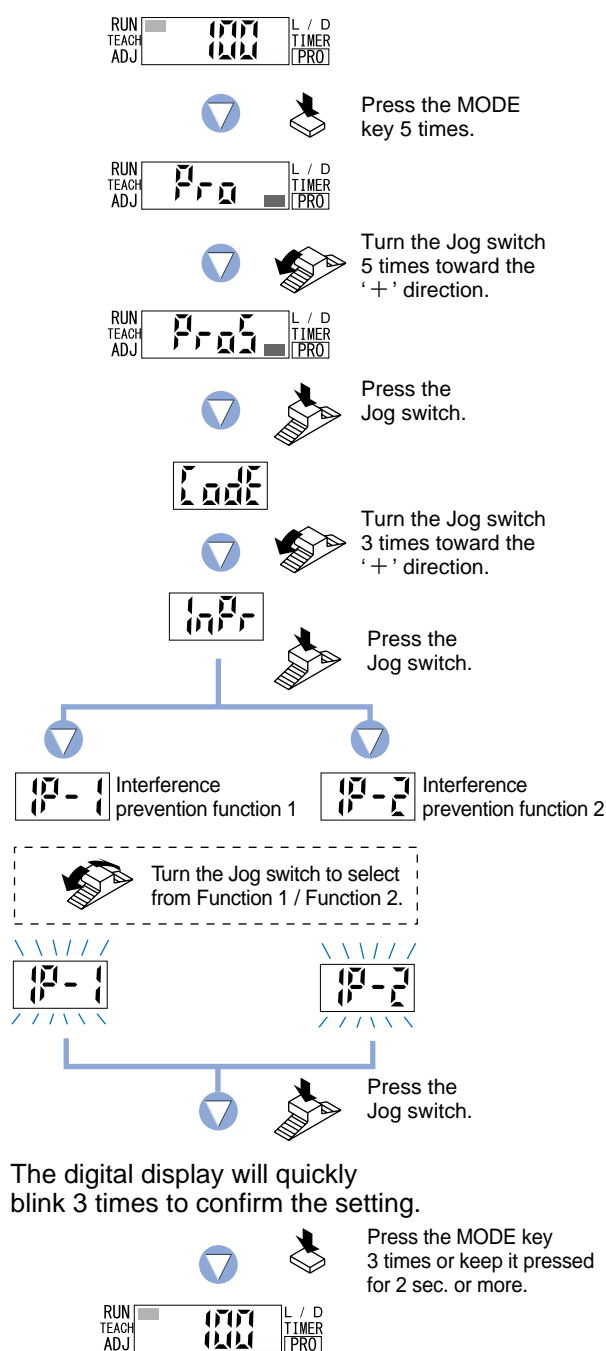 RUN
TEACH
ADJ
100
L / D
TIMER
PRO
Press the MODE
key 5 times.
RUN
TEACH
ADJ
Pro
L / D
TIMER
PRO
Turn the Jog switch
5 times toward the
‘＋’ direction.
RUN
TEACH
ADJ
Pro5
L / D
TIMER
PRO
Press the
Jog switch.
CodE
Turn the Jog switch
3 times toward the
‘＋’ direction.
InPr
Press the
Jog switch.
IP-1
Interference
prevention function 1
IP-2
Interference
prevention function 2
Turn the Jog switch to select
from Function 1 / Function 2.
IP-1
IP-2
Press the
Jog switch.
The digital display will quickly
blink 3 times to confirm the setting.
Press the MODE key
3 times or keep it pressed
for 2 sec. or more.
RUN
TEACH
ADJ
100
L / D
TIMER
PRO